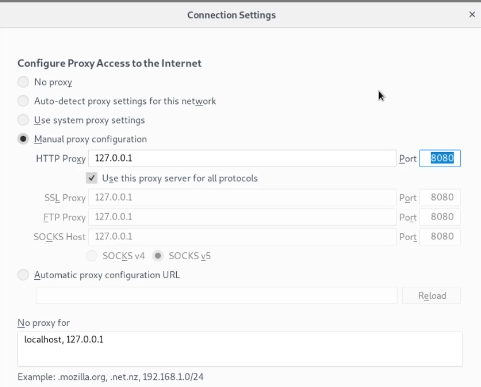 Connection Settings ×
Configure Proxy Access to the Internet
No proxy
Auto-detect proxy settings for this network
Use system proxy settings
Manual proxy configuration
HTTP Proxy 127.0.0.1 Port 8080
Use this proxy server for all protocols
SSL Proxy 127.0.0.1 Port 8080
FTP Proxy 127.0.0.1 Port 8080
SOCKS Host 127.0.0.1 Port 8080
SOCKS v4 SOCKS v5
Automatic proxy configuration URL
Reload
No proxy for
localhost, 127.0.0.1
Example: .mozilla.org, .net.nz, 192.168.1.0/24